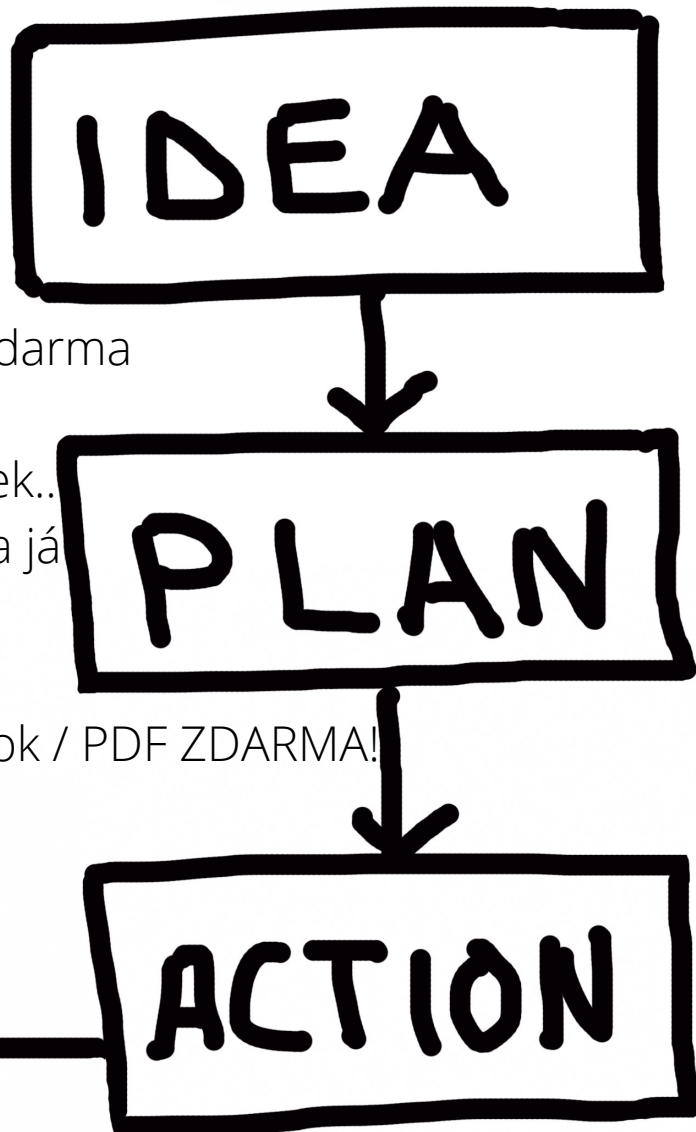 IDEA
darma
ek..
a já
PLAN
ok / PDF ZDARMA!
ACTION